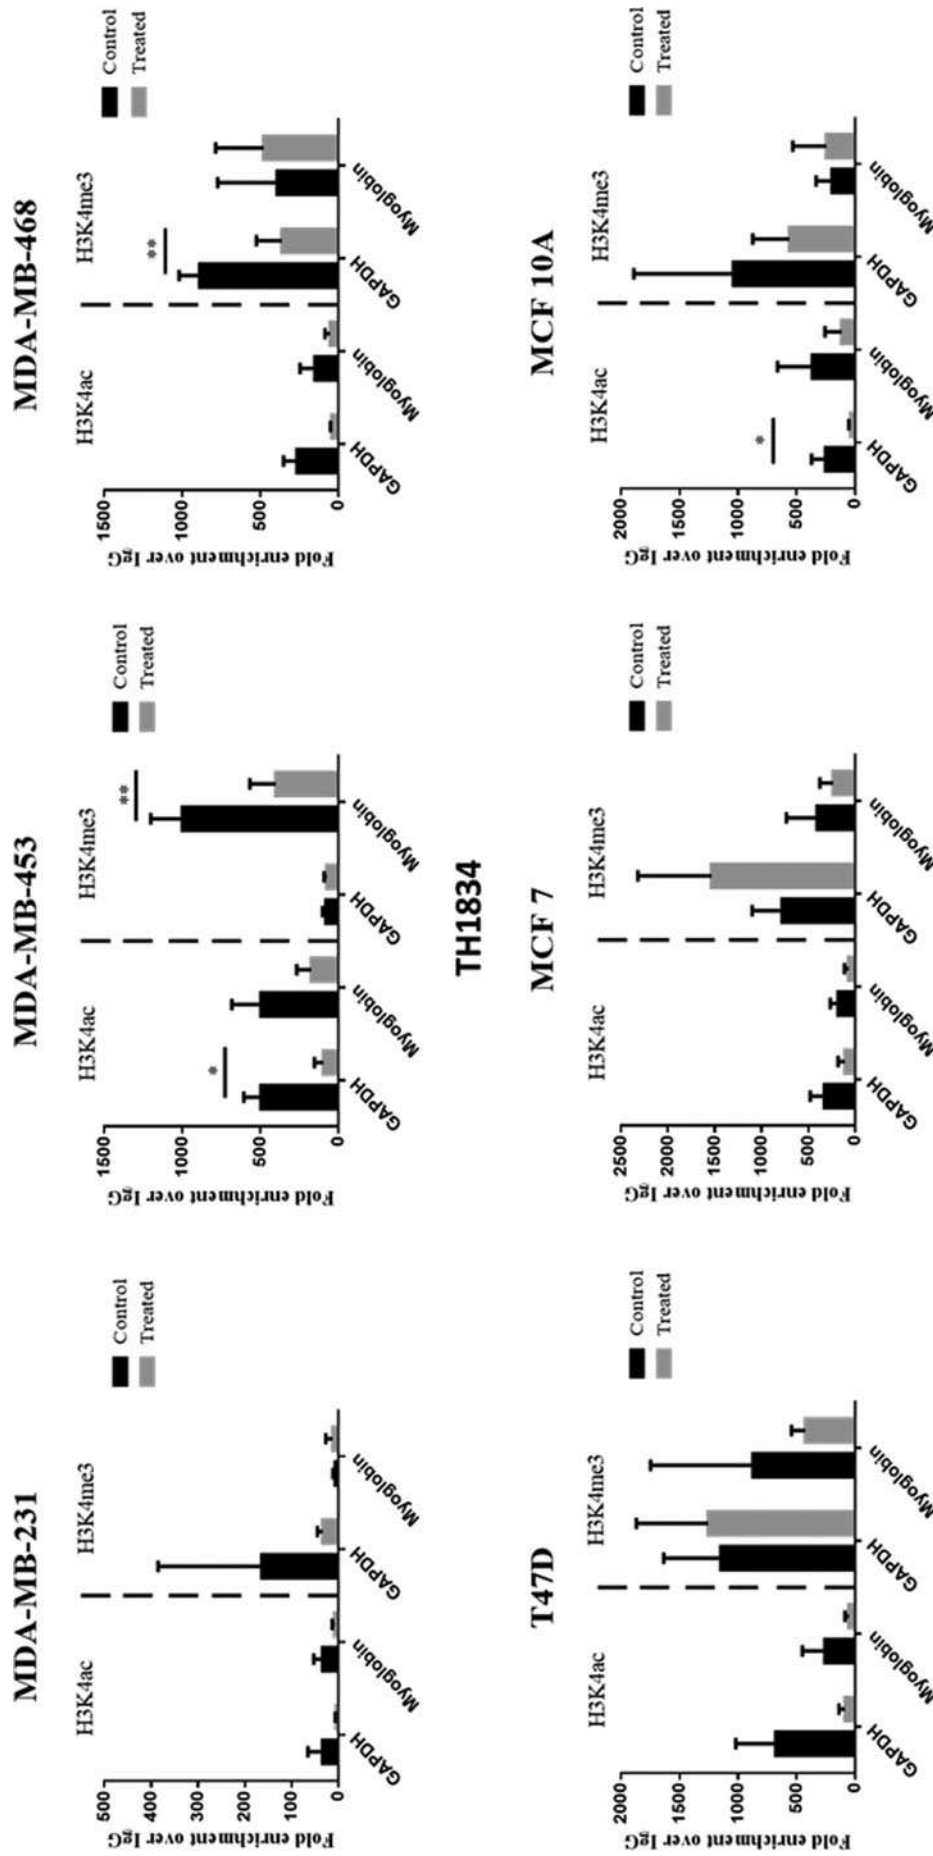 MDA-MB-231
Control
Treated
H3K4ac
H3K4me3
Fold enrichment over IgG
500
400
300
200
100
0
GAPDH
Myoglobin
GAPDH
Myoglobin
MDA-MB-453
Control
Treated
H3K4ac
H3K4me3
*
**
Fold enrichment over IgG
1500
1000
500
0
GAPDH
Myoglobin
GAPDH
Myoglobin
MDA-MB-468
Control
Treated
H3K4ac
H3K4me3
**
Fold enrichment over IgG
1500
1000
500
0
GAPDH
Myoglobin
GAPDH
Myoglobin
TH1834
T47D
Control
Treated
H3K4ac
H3K4me3
Fold enrichment over IgG
2000
1500
1000
500
0
GAPDH
Myoglobin
GAPDH
Myoglobin
MCF 7
Control
Treated
H3K4ac
H3K4me3
Fold enrichment over IgG
2500
2000
1500
1000
500
0
GAPDH
Myoglobin
GAPDH
Myoglobin
MCF 10A
Control
Treated
H3K4ac
H3K4me3
*
Fold enrichment over IgG
2000
1500
1000
500
0
GAPDH
Myoglobin
GAPDH
Myoglobin